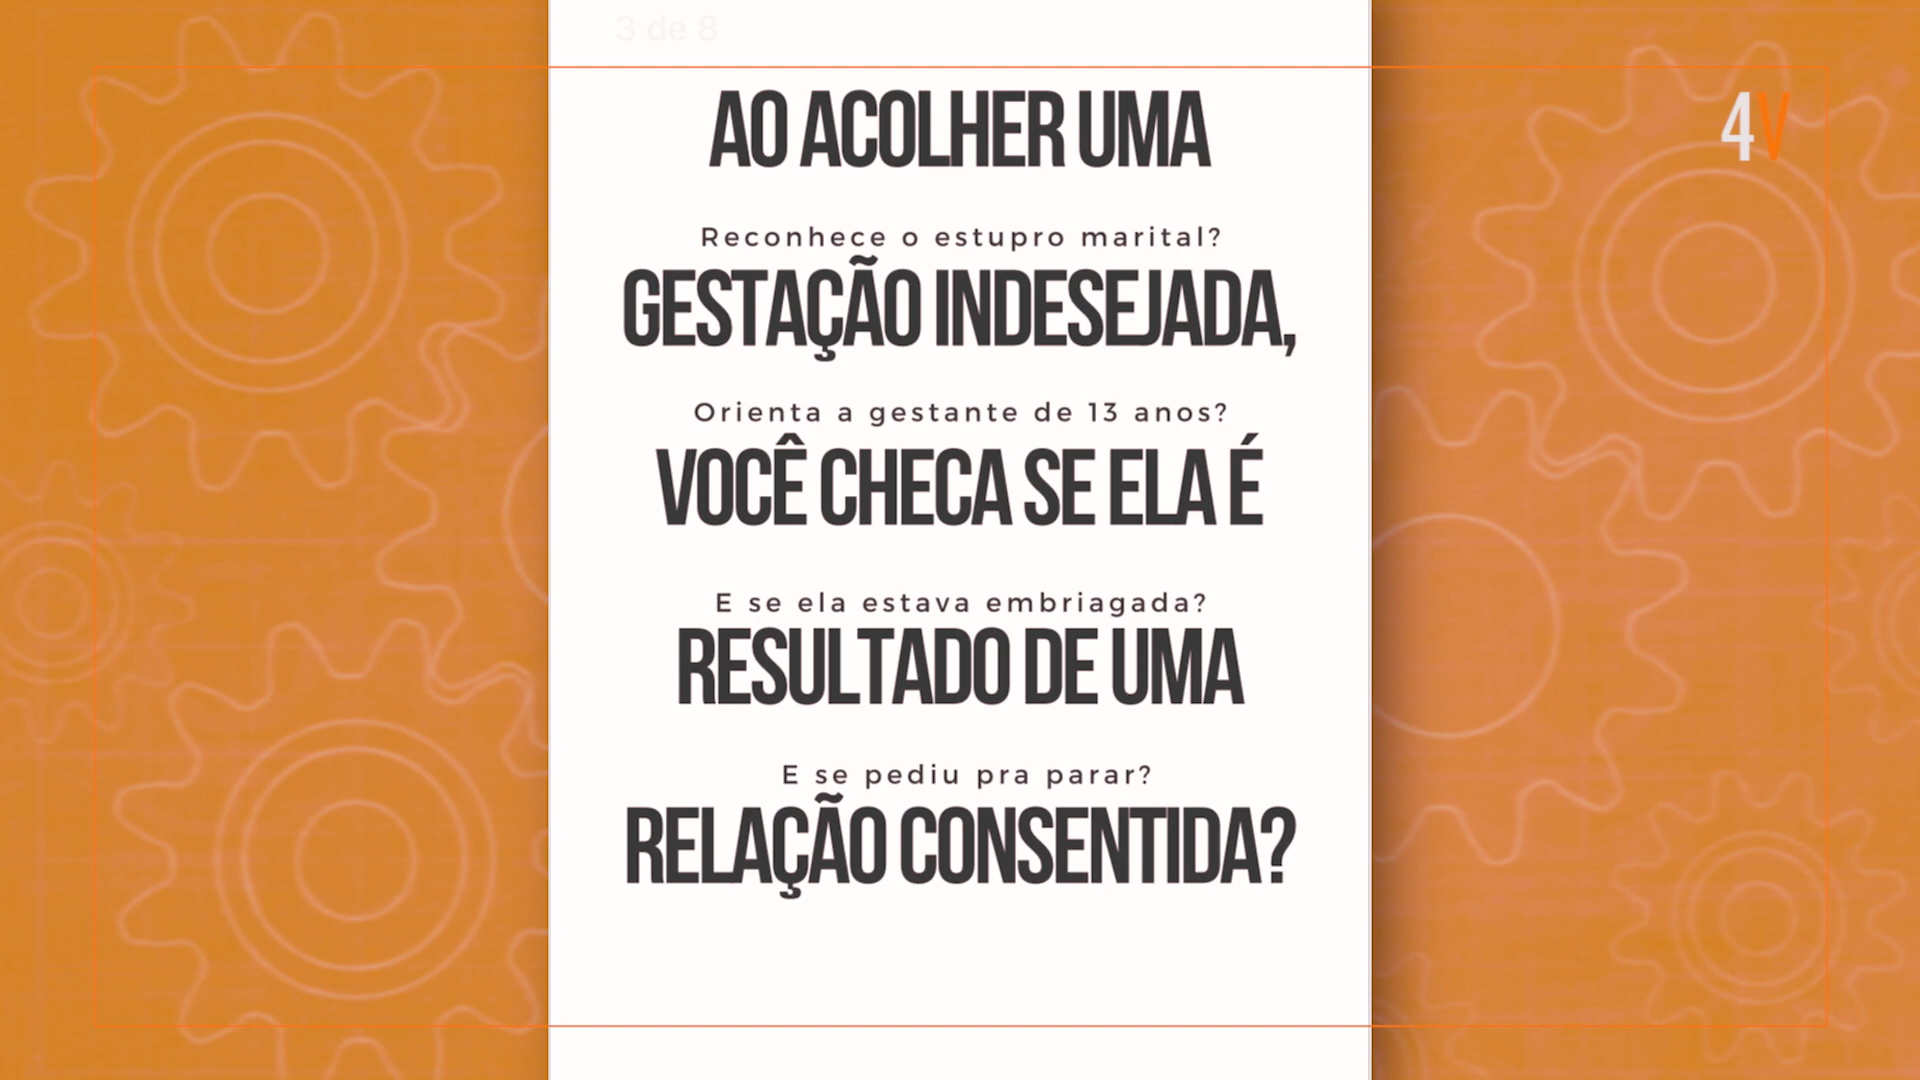 3 de 8
4V
AO ACOLHER UMA
Reconhece o estupro marital?
GESTAÇÃO INDESEJADA,
Orienta a gestante de 13 anos?
VOCÊ CHECA SE ELA É
E se ela estava embriagada?
RESULTADO DE UMA
E se pediu pra parar?
RELAÇÃO CONSENTIDA?